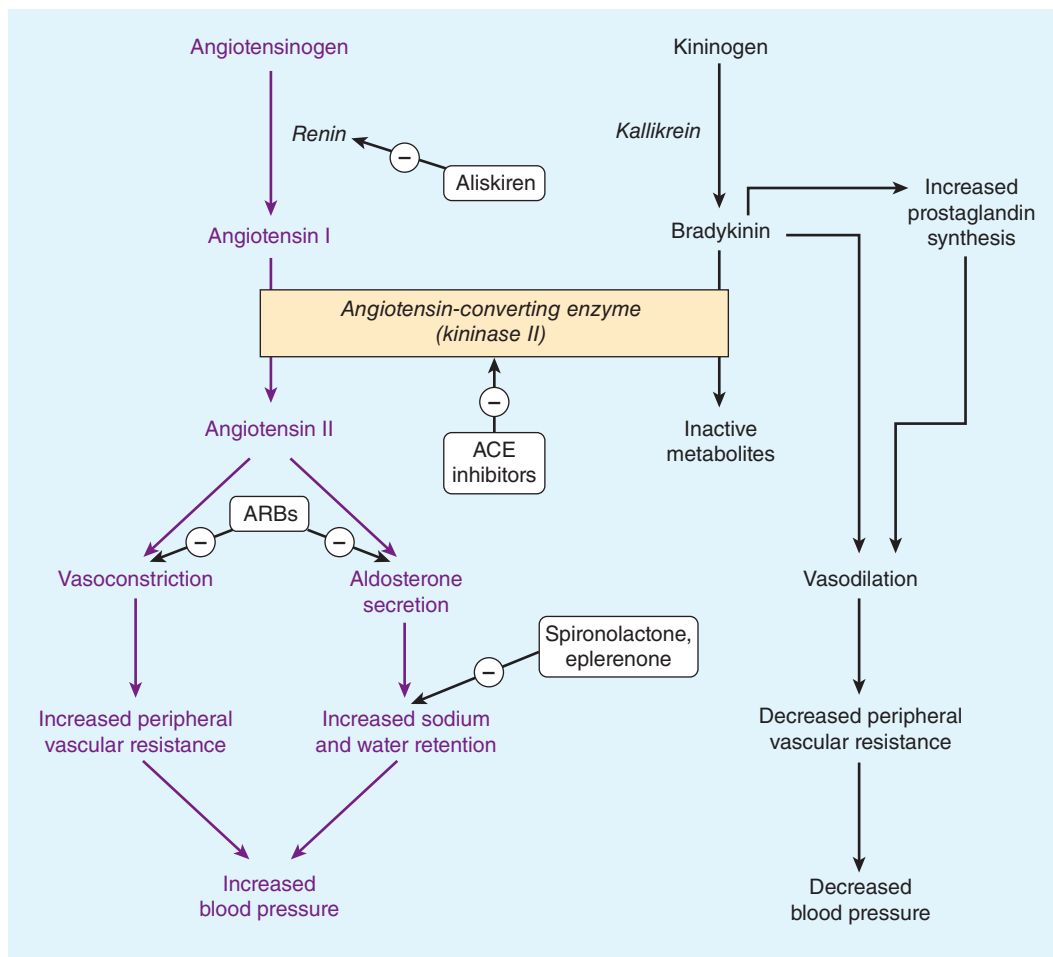 Angiotensinogen
Kininogen
Renin
Kallikrein
–
Aliskiren
Increased
prostaglandin
synthesis
Angiotensin I
Bradykinin
Angiotensin-converting enzyme
(kininase II)
–
Angiotensin II
ACE
inhibitors
Inactive
metabolites
ARBs
–
–
Vasoconstriction
Aldosterone
secretion
Vasodilation
Spironolactone,
eplerenone
–
Increased peripheral
vascular resistance
Increased sodium
and water retention
Decreased peripheral
vascular resistance
Increased
blood pressure
Decreased
blood pressure